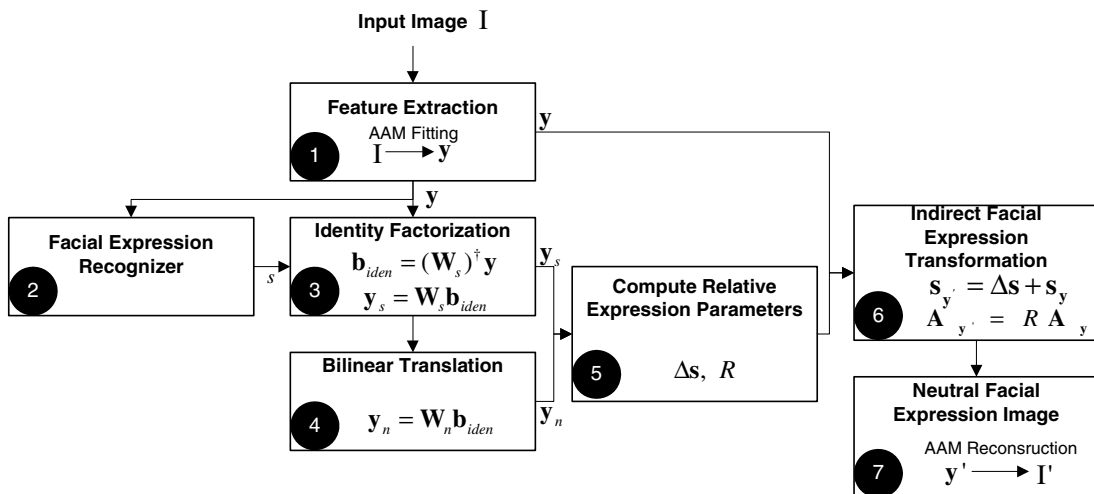 Input Image I
Feature Extraction
AAM Fitting
I → y
1
y
y
Facial Expression
Recognizer
2
s
Identity Factorization
b_iden = (W_s)† y
y_s = W_s b_iden
3
y_s
Bilinear Translation
y_n = W_n b_iden
4
y_n
Compute Relative
Expression Parameters
Δs, R
5
Indirect Facial
Expression
Transformation
s_y' = Δs + s_y
A_y' = R A_y
6
Neutral Facial
Expression Image
AAM Reconsruction
y' → I'
7